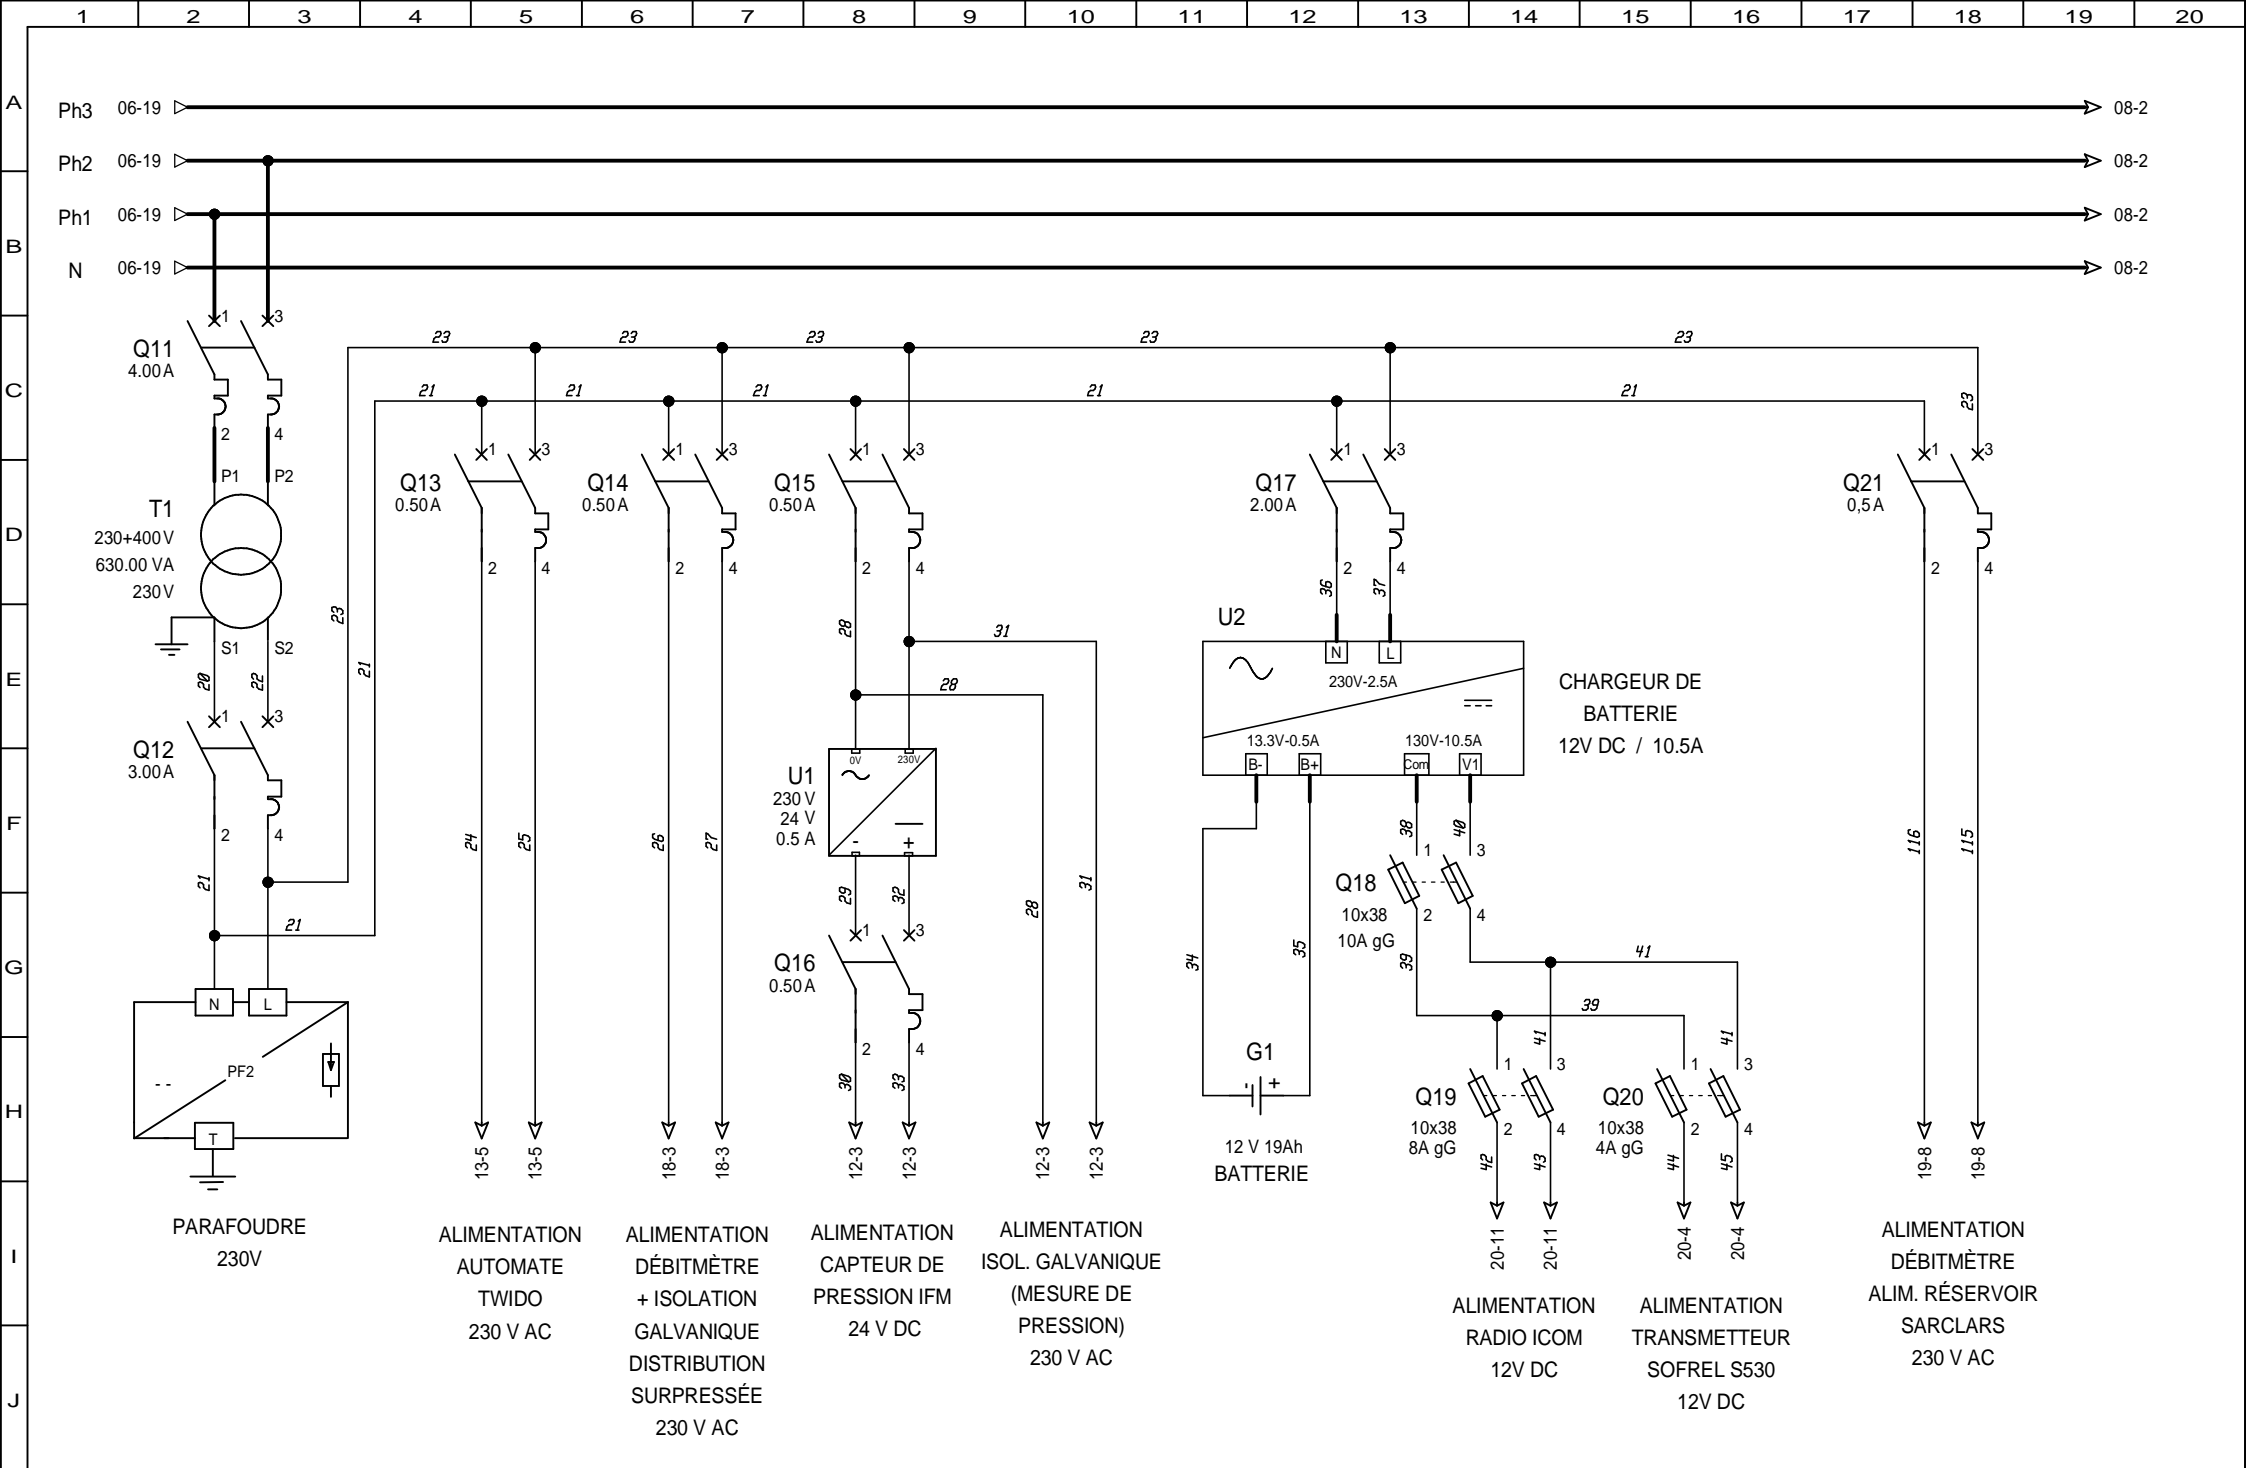 1 2 3 4 5 6 7 8 9 10 11 12 13 14 15 16 17 18 19 20
A
B
C
D
E
F
G
H
I
J
Ph3 06-19 08-2
Ph2 06-19 08-2
Ph1 06-19 08-2
N 06-19 08-2
1 3
Q11
4.00 A
2 4
P1 P2
T1
230+400 V
630.00 VA
230 V
S1 S2
20 22
1 3
Q12
3.00 A
2 4
21
21
21
23
N L
PF2
- -
T
PARAFOUDRE
230V
23 23 23 23 23
21 21 21 21 21
23
1 3
Q13
0.50 A
2 4
24 25
13-5 13-5
ALIMENTATION
AUTOMATE
TWIDO
230 V AC
1 3
Q14
0.50 A
2 4
26 27
18-3 18-3
ALIMENTATION
DÉBITMÈTRE
+ ISOLATION
GALVANIQUE
DISTRIBUTION
SURPRESSÉE
230 V AC
1 3
Q15
0.50 A
2 4
28 31
28
0V 230V
U1
230 V
24 V
0.5 A
- +
29 32
1 3
Q16
0.50 A
2 4
30 33
12-3 12-3
ALIMENTATION
CAPTEUR DE
PRESSION IFM
24 V DC
28 31
12-3 12-3
ALIMENTATION
ISOL. GALVANIQUE
(MESURE DE
PRESSION)
230 V AC
1 3
Q17
2.00 A
2 4
36 37
U2
N L
230V-2.5A
13.3V-0.5A 130V-10.5A
B- B+ Com V1
CHARGEUR DE
BATTERIE
12V DC / 10.5A
34 35
G1
+
12 V 19Ah
BATTERIE
38 40
1 3
Q18
10x38
10A gG
2 4
39 41
39
41 41
1 3
Q19
10x38
8A gG
2 4
42 43
20-11 20-11
ALIMENTATION
RADIO ICOM
12V DC
1 3
Q20
10x38
4A gG
2 4
44 45
20-4 20-4
ALIMENTATION
TRANSMETTEUR
SOFREL S530
12V DC
1 3
Q21
0,5 A
2 4
116 115
19-8 19-8
ALIMENTATION
DÉBITMÈTRE
ALIM. RÉSERVOIR
SARCLARS
230 V AC